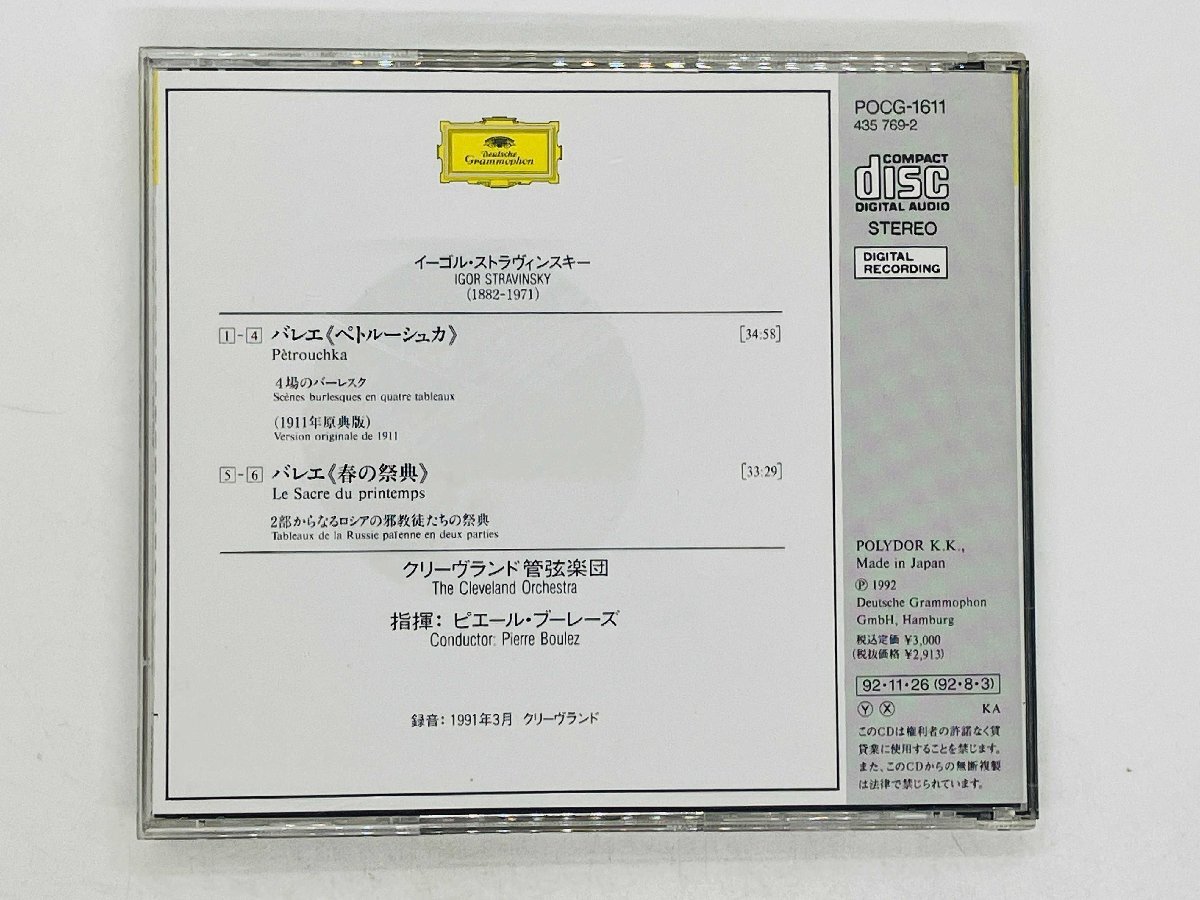 Deutsche
Grammophon
イーゴル・ストラヴィンスキー
IGOR STRAVINSKY
(1882-1971)
1-4 バレエ《ペトルーシュカ》 [34:58]
Pètrouchka
4場のバーレスク
Scènes burlesques en quatre tableaux
(1911年原典版)
Version originale de 1911
5-6 バレエ《春の祭典》 [33:29]
Le Sacre du printemps
2部からなるロシアの邪教徒たちの祭典
Tableaux de la Russie païenne en deux parties
クリーヴランド管弦楽団
The Cleveland Orchestra
指揮：ピエール・ブーレーズ
Conductor: Pierre Boulez
録音：1991年3月 クリーヴランド
POCG-1611
435 769-2
COMPACT
disc
DIGITAL AUDIO
STEREO
DIGITAL
RECORDING
POLYDOR K.K.,
Made in Japan
Ⓟ 1992
Deutsche Grammophon
GmbH, Hamburg
税込定価 ¥3,000
(税抜価格 ¥2,913)
92・11・26 (92・8・3)
Ⓨ Ⓧ KA
このCDは権利者の許諾なく賃
貸業に使用することを禁じます。
また、このCDからの無断複製
は法律で禁じられています。